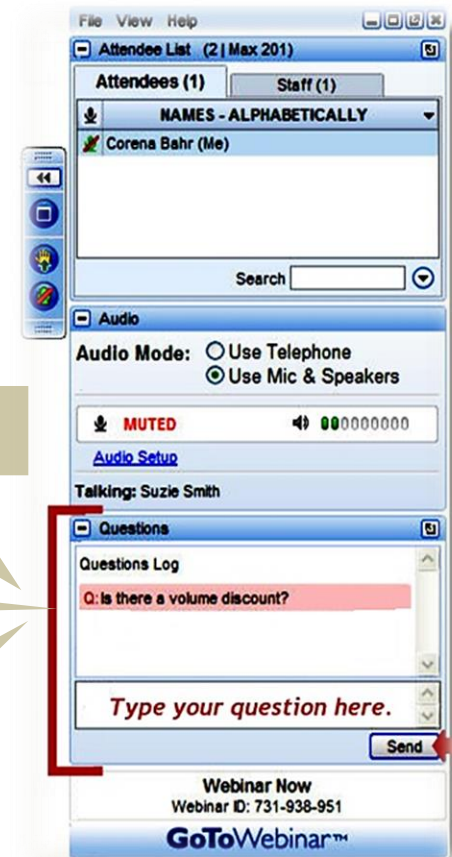 File View Help
Attendee List (2 | Max 201)
Attendees (1) Staff (1)
NAMES - ALPHABETICALLY
Corena Bahr (Me)
Search
Audio
Audio Mode: Use Telephone
Use Mic & Speakers
MUTED 000000000
Audio Setup
Talking: Suzie Smith
Questions
Questions Log
Q: Is there a volume discount?
Type your question here.
Send
Webinar Now
Webinar ID: 731-938-951
GoToWebinar™